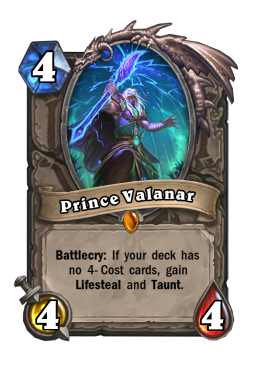 4
Prince Valanar
Battlecry: If your deck has
no 4- Cost cards, gain
Lifesteal and Taunt.
4 4